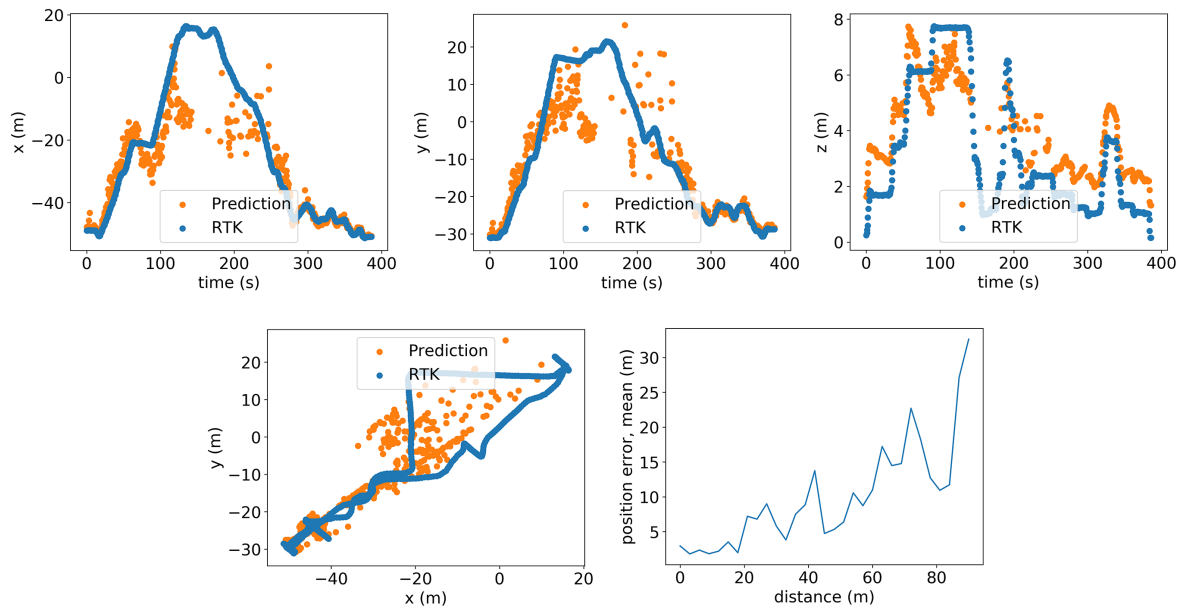 20
0
−20
−40
x (m)
0 100 200 300 400
time (s)
Prediction
RTK
20
10
0
−10
−20
−30
y (m)
0 100 200 300 400
time (s)
Prediction
RTK
8
6
4
2
0
z (m)
0 100 200 300 400
time (s)
Prediction
RTK
20
10
0
−10
−20
−30
y (m)
−40 −20 0 20
x (m)
Prediction
RTK
30
25
20
15
10
5
position error, mean (m)
0 20 40 60 80
distance (m)